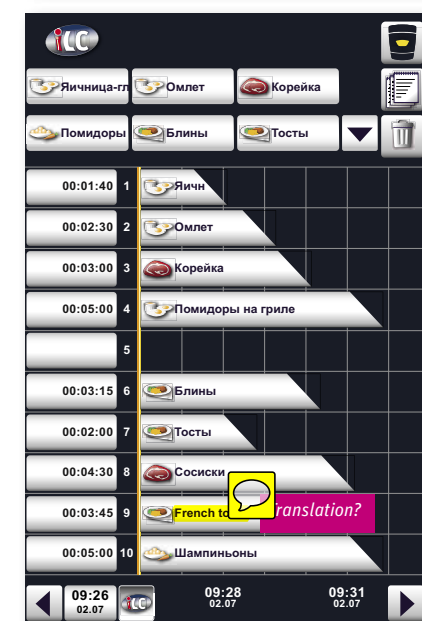 iLC
Яичница-гл Омлет Корейка
Помидоры Блины Тосты
00:01:40 1 Яичн
00:02:30 2 Омлет
00:03:00 3 Корейка
00:05:00 4 Помидоры на гриле
5
00:03:15 6 Блины
00:02:00 7 Тосты
00:04:30 8 Сосиски
00:03:45 9 French to ranslation?
00:05:00 10 Шампиньоны
09:26 iLC 09:28 09:31
02.07 02.07 02.07